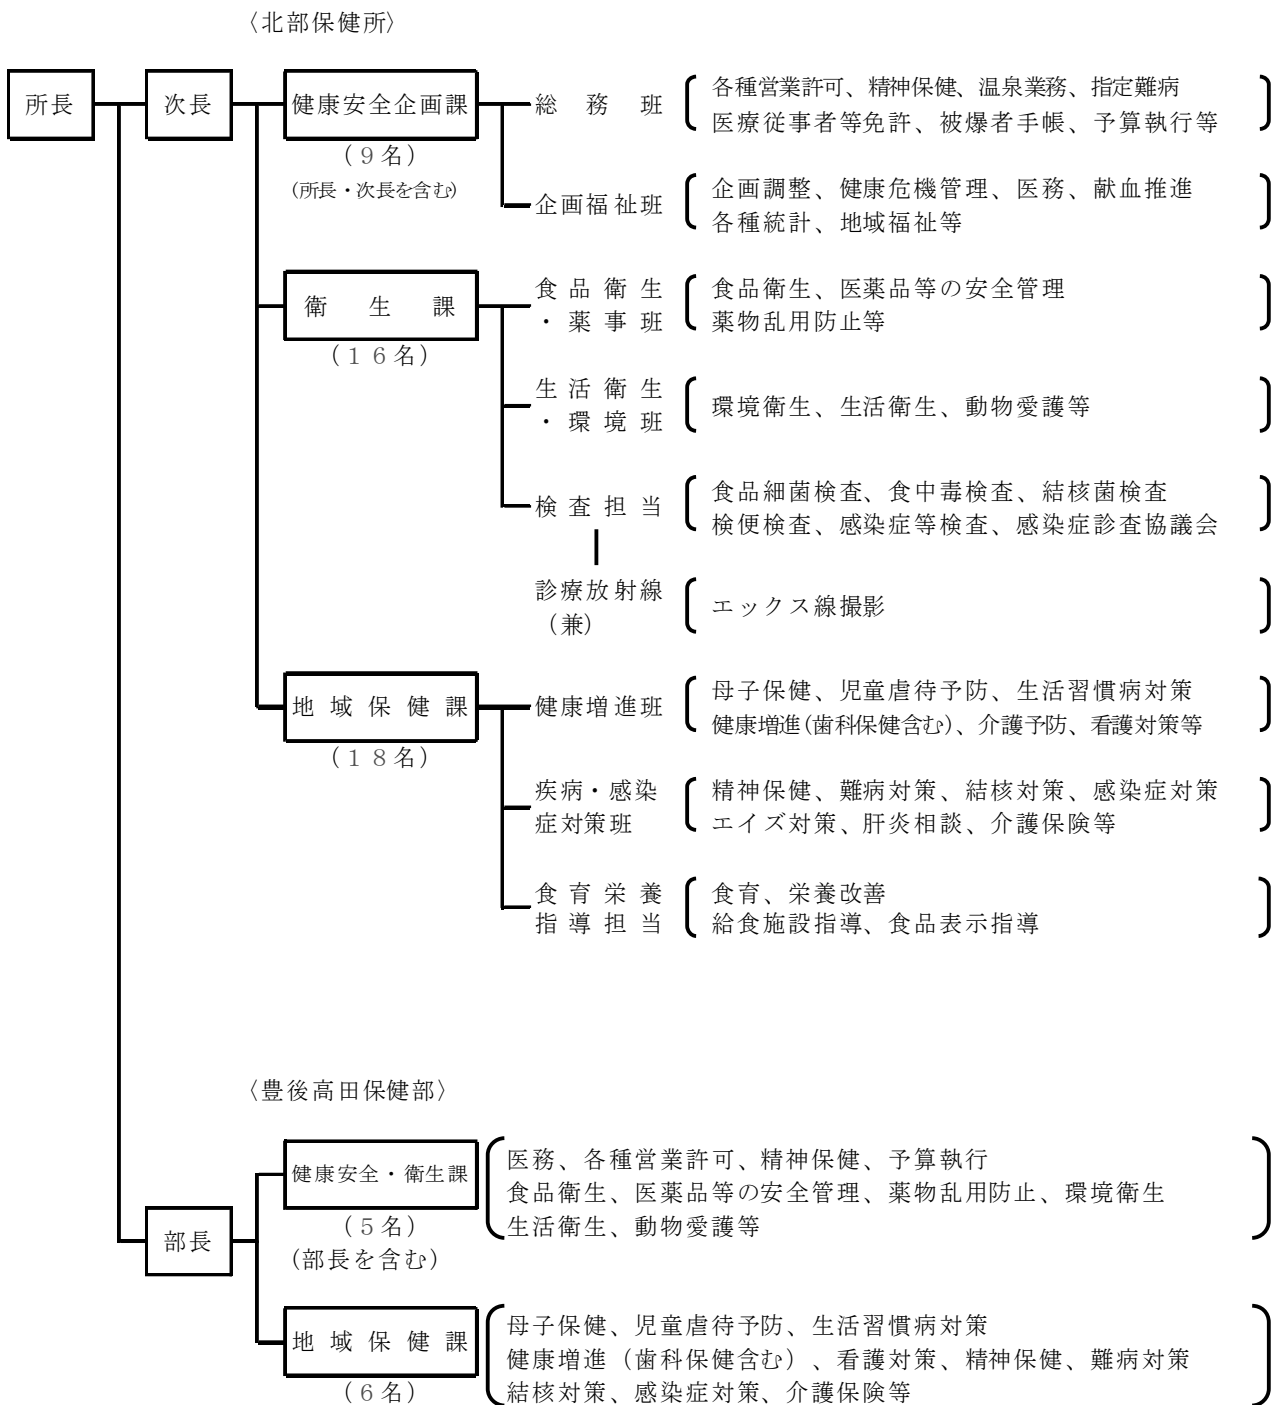 〈北部保健所〉
所長
次長
健康安全企画課
（９名）
(所長・次長を含む)
総務班
各種営業許可、精神保健、温泉業務、指定難病
医療従事者等免許、被爆者手帳、予算執行等
企画福祉班
企画調整、健康危機管理、医務、献血推進
各種統計、地域福祉等
衛生課
（１６名）
食品衛生
・薬事班
食品衛生、医薬品等の安全管理
薬物乱用防止等
生活衛生
・環境班
環境衛生、生活衛生、動物愛護等
検査担当
食品細菌検査、食中毒検査、結核菌検査
検便検査、感染症等検査、感染症診査協議会
診療放射線
（兼）
エックス線撮影
地域保健課
（１８名）
健康増進班
母子保健、児童虐待予防、生活習慣病対策
健康増進(歯科保健含む)、介護予防、看護対策等
疾病・感染
症対策班
精神保健、難病対策、結核対策、感染症対策
エイズ対策、肝炎相談、介護保険等
食育栄養
指導担当
食育、栄養改善
給食施設指導、食品表示指導
〈豊後高田保健部〉
部長
健康安全・衛生課
（５名）
（部長を含む）
医務、各種営業許可、精神保健、予算執行
食品衛生、医薬品等の安全管理、薬物乱用防止、環境衛生
生活衛生、動物愛護等
地域保健課
（６名）
母子保健、児童虐待予防、生活習慣病対策
健康増進（歯科保健含む）、看護対策、精神保健、難病対策
結核対策、感染症対策、介護保険等